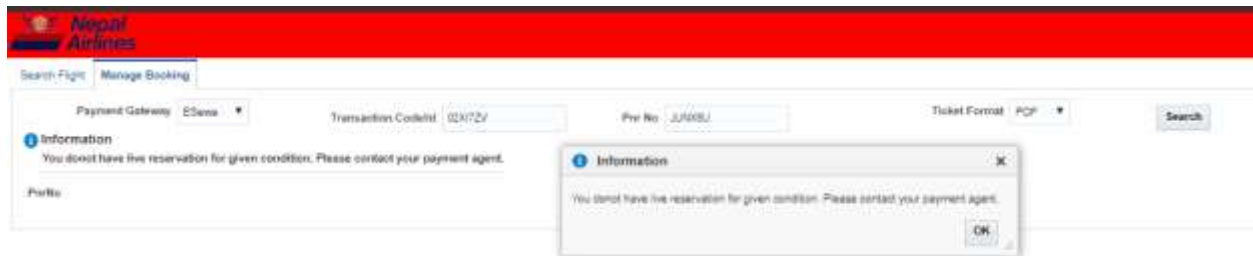 Nepal
Airlines
Search Flight Manage Booking
Payment Gateway ESewa Transaction CodeInt Pnr No Ticket Format PDF Search
Information
You donot have live reservation for given condition. Please contact your payment agent.
PnrNo
Information
You donot have live reservation for given condition. Please contact your payment agent.
OK